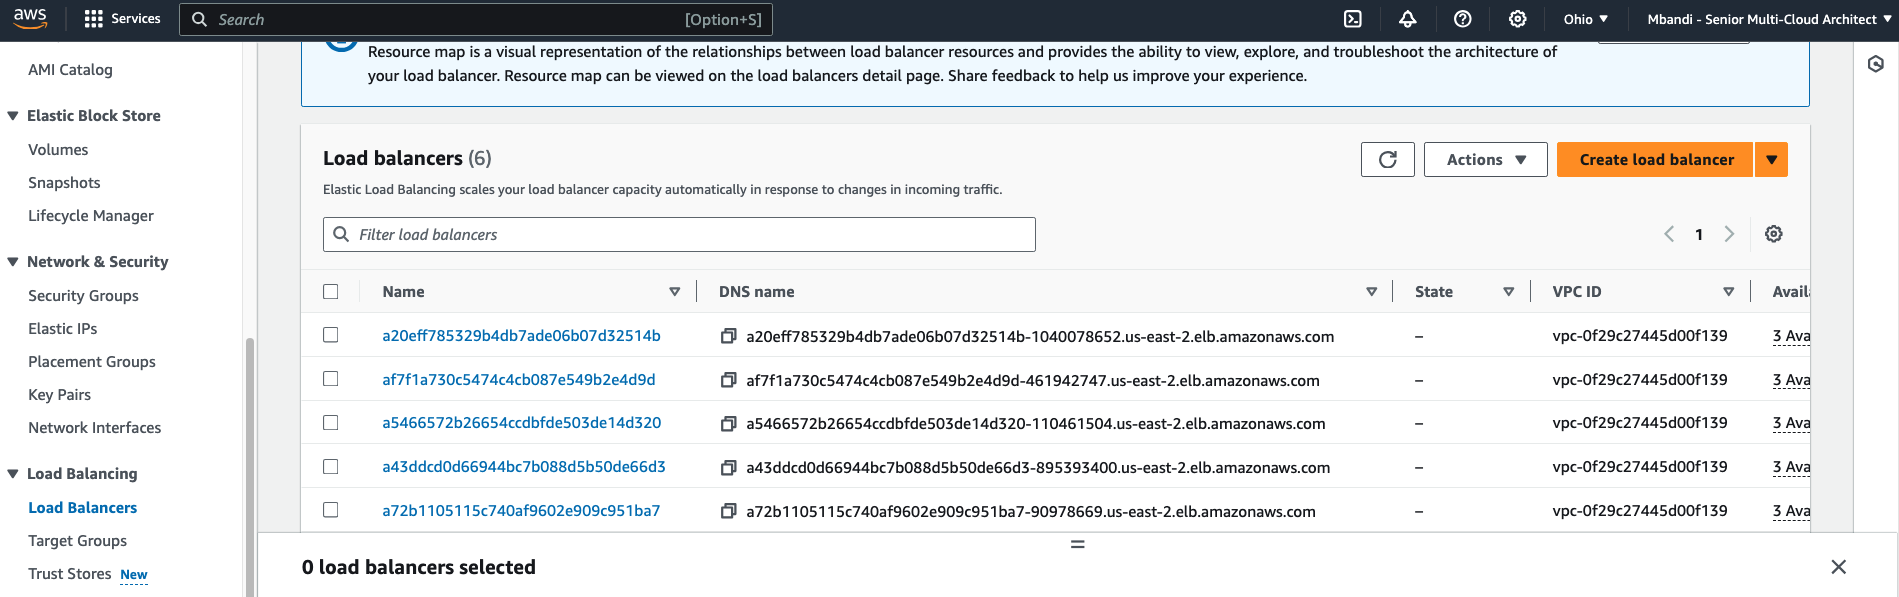 aws
Services
Search [Option+S]
Ohio
Mbandi - Senior Multi-Cloud Architect
AMI Catalog
Elastic Block Store
Volumes
Snapshots
Lifecycle Manager
Network & Security
Security Groups
Elastic IPs
Placement Groups
Key Pairs
Network Interfaces
Load Balancing
Load Balancers
Target Groups
Trust Stores New
Resource map is a visual representation of the relationships between load balancer resources and provides the ability to view, explore, and troubleshoot the architecture of
your load balancer. Resource map can be viewed on the load balancers detail page. Share feedback to help us improve your experience.
Load balancers (6)
Actions
Create load balancer
Elastic Load Balancing scales your load balancer capacity automatically in response to changes in incoming traffic.
Filter load balancers
1
Name DNS name State VPC ID Avail
a20eff785329b4db7ade06b07d32514b a20eff785329b4db7ade06b07d32514b-1040078652.us-east-2.elb.amazonaws.com – vpc-0f29c27445d00f139 3 Ava
af7f1a730c5474c4cb087e549b2e4d9d af7f1a730c5474c4cb087e549b2e4d9d-461942747.us-east-2.elb.amazonaws.com – vpc-0f29c27445d00f139 3 Ava
a5466572b26654ccdbfde503de14d320 a5466572b26654ccdbfde503de14d320-110461504.us-east-2.elb.amazonaws.com – vpc-0f29c27445d00f139 3 Ava
a43ddcd0d66944bc7b088d5b50de66d3 a43ddcd0d66944bc7b088d5b50de66d3-895393400.us-east-2.elb.amazonaws.com – vpc-0f29c27445d00f139 3 Ava
a72b1105115c740af9602e909c951ba7 a72b1105115c740af9602e909c951ba7-90978669.us-east-2.elb.amazonaws.com – vpc-0f29c27445d00f139 3 Ava
0 load balancers selected